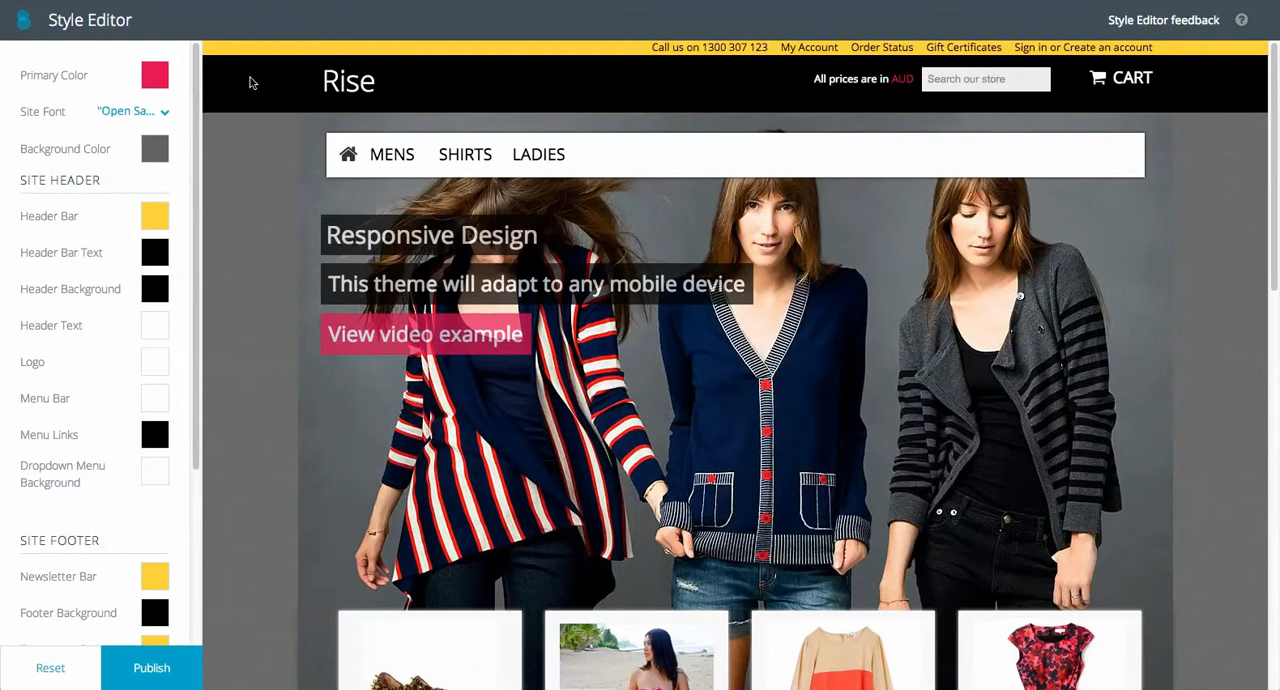 Style Editor
Style Editor feedback ?
Primary Color
Site Font "Open Sa...
Background Color
SITE HEADER
Header Bar
Header Bar Text
Header Background
Header Text
Logo
Menu Bar
Menu Links
Dropdown Menu
Background
SITE FOOTER
Newsletter Bar
Footer Background
Reset
Publish
Call us on 1300 307 123 My Account Order Status Gift Certificates Sign in or Create an account
Rise
All prices are in AUD
Search our store
CART
MENS SHIRTS LADIES
Responsive Design
This theme will adapt to any mobile device
View video example